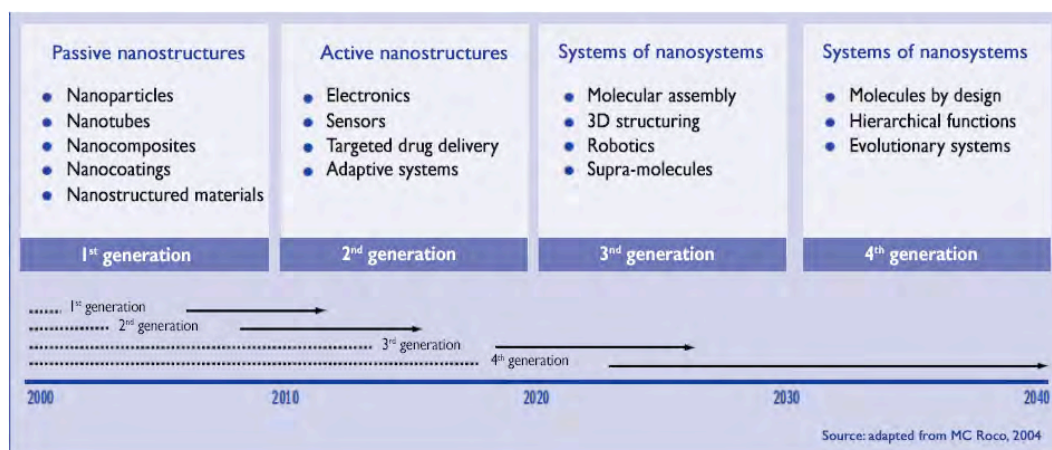 Passive nanostructures
Nanoparticles
Nanotubes
Nanocomposites
Nanocoatings
Nanostructured materials
1st generation
Active nanostructures
Electronics
Sensors
Targeted drug delivery
Adaptive systems
2nd generation
Systems of nanosystems
Molecular assembly
3D structuring
Robotics
Supra-molecules
3rd generation
Systems of nanosystems
Molecules by design
Hierarchical functions
Evolutionary systems
4th generation
1st generation
2nd generation
3rd generation
4th generation
2000 2010 2020 2030 2040
Source: adapted from MC Roco, 2004